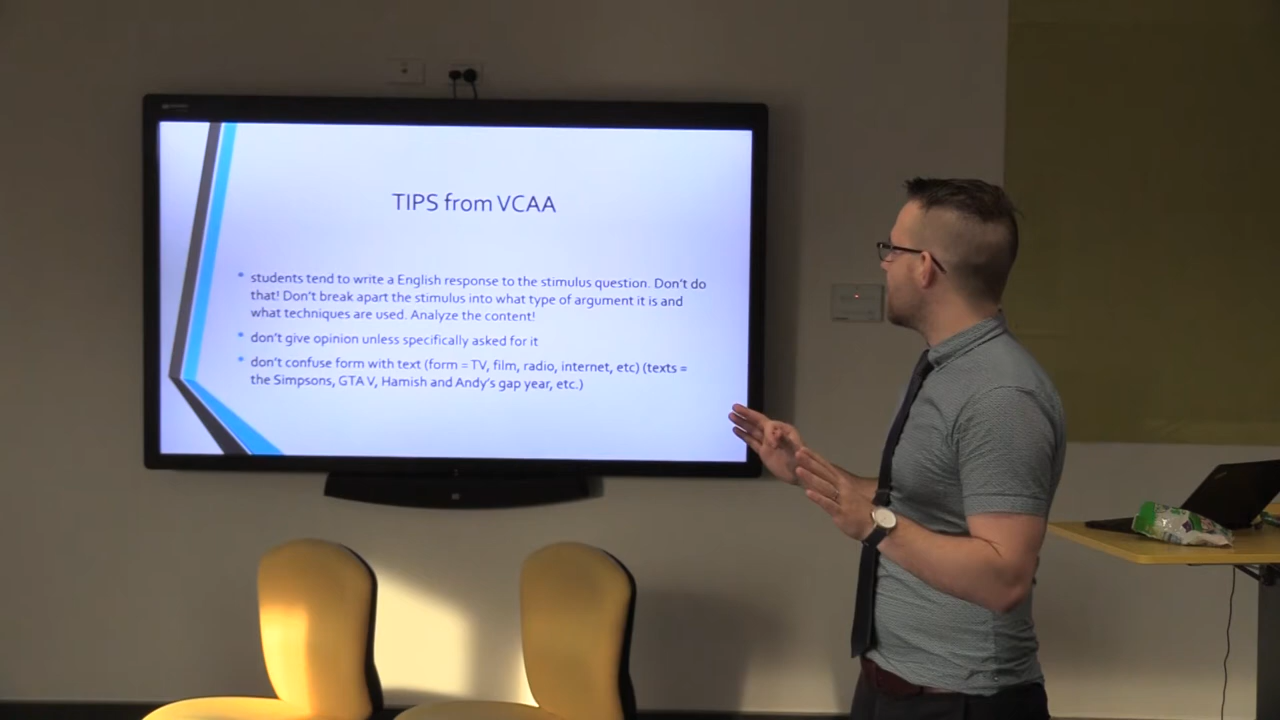 TIPS from VCAA
students tend to write a English response to the stimulus question. Don't do
that! Don't break apart the stimulus into what type of argument it is and
what techniques are used. Analyze the content!
don't give opinion unless specifically asked for it
don't confuse form with text (form = TV, film, radio, internet, etc) (texts =
the Simpsons, GTA V, Hamish and Andy's gap year, etc.)